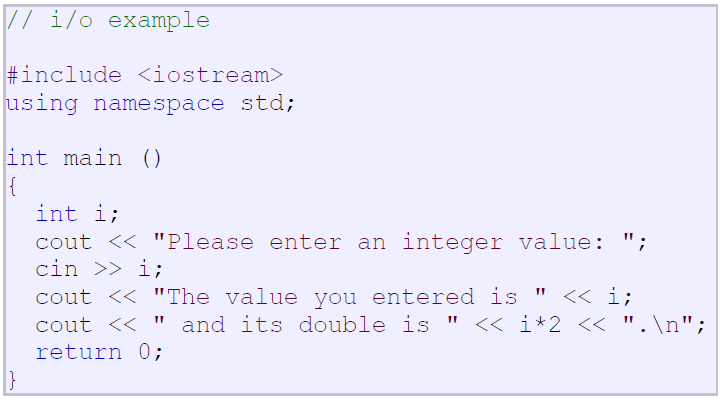 // i/o example
#include <iostream>
using namespace std;
int main ()
{
  int i;
  cout << "Please enter an integer value: ";
  cin >> i;
  cout << "The value you entered is " << i;
  cout << " and its double is " << i*2 << ".\n";
  return 0;
}